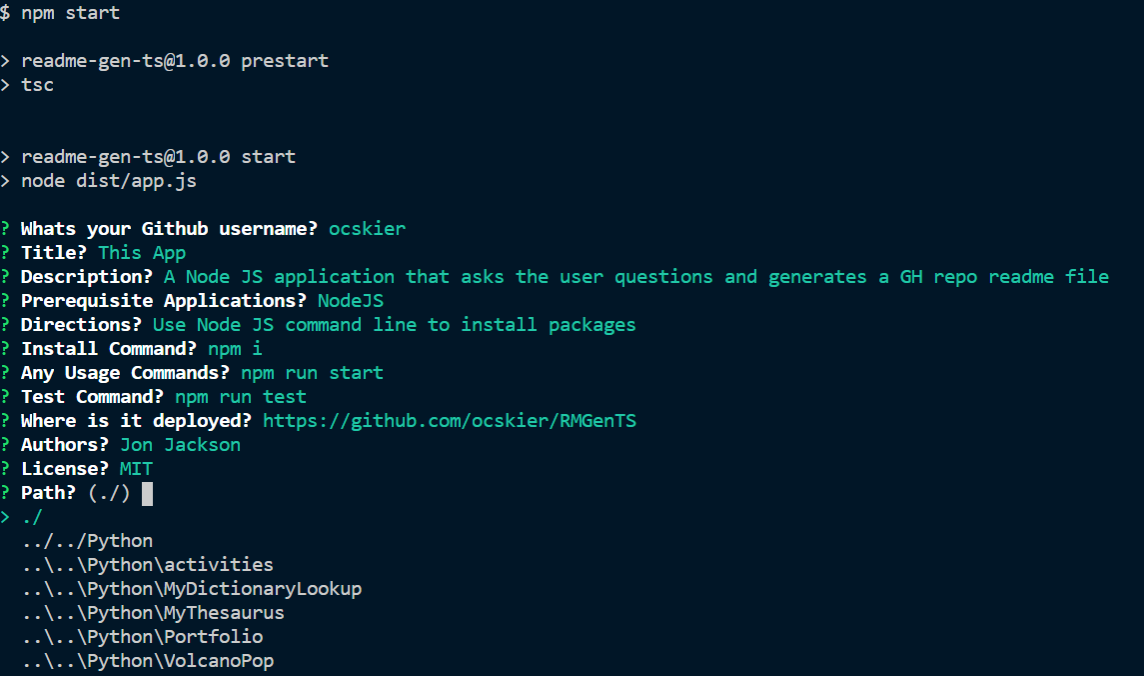 $ npm start
> readme-gen-ts@1.0.0 prestart
> tsc
> readme-gen-ts@1.0.0 start
> node dist/app.js
? Whats your Github username? ocskier
? Title? This App
? Description? A Node JS application that asks the user questions and generates a GH repo readme file
? Prerequisite Applications? NodeJS
? Directions? Use Node JS command line to install packages
? Install Command? npm i
? Any Usage Commands? npm run start
? Test Command? npm run test
? Where is it deployed? https://github.com/ocskier/RMGenTS
? Authors? Jon Jackson
? License? MIT
? Path? (./)
> ./
../../Python
..\..\Python\activities
..\..\Python\MyDictionaryLookup
..\..\Python\MyThesaurus
..\..\Python\Portfolio
..\..\Python\VolcanoPop